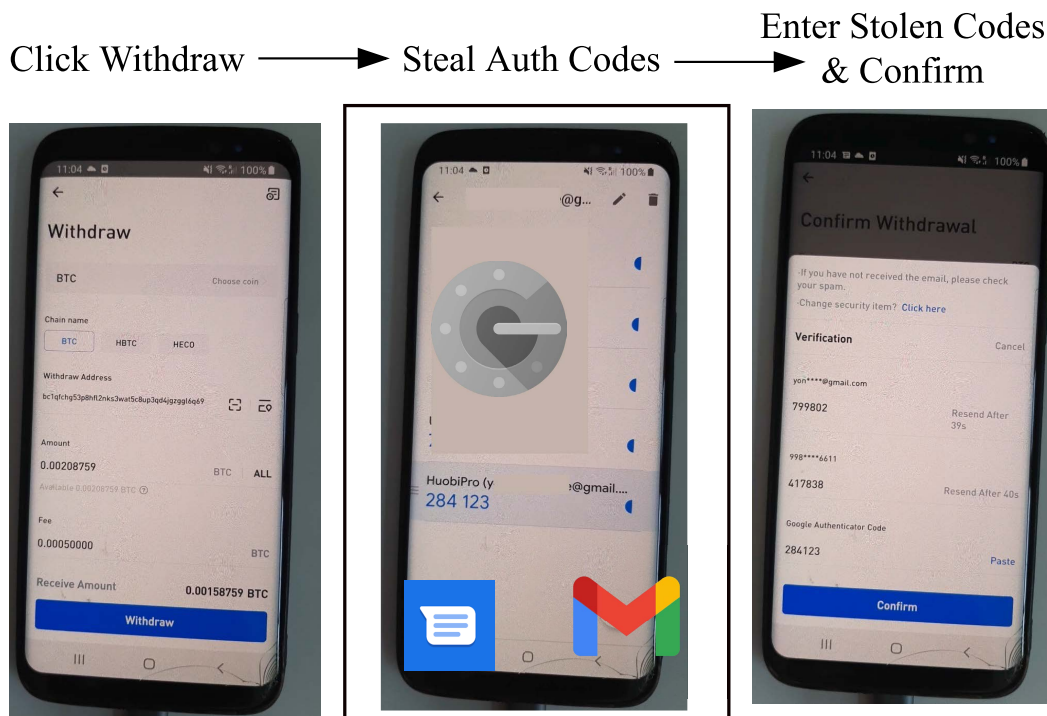 Click Withdraw
Steal Auth Codes
Enter Stolen Codes
& Confirm
11:04
100%
Withdraw
BTC
Choose coin
Chain name
BTC
HBTC
HECO
Withdraw Address
bc1qfchg53p8hfl2nks3wat5c8up3qd4jgzggl6q69
Amount
0.00208759
BTC
ALL
Available 0.00208759 BTC
Fee
0.00050000
BTC
Receive Amount
0.00158759 BTC
Withdraw
11:04
100%
@g...
HuobiPro (y
@gmail....
284 123
11:04
100%
Confirm Withdrawal
·If you have not received the email, please check
your spam.
·Change security item? Click here
Verification
Cancel
yon****@gmail.com
799802
Resend After
39s
998****6611
417838
Resend After 40s
Google Authenticator Code
284123
Paste
Confirm